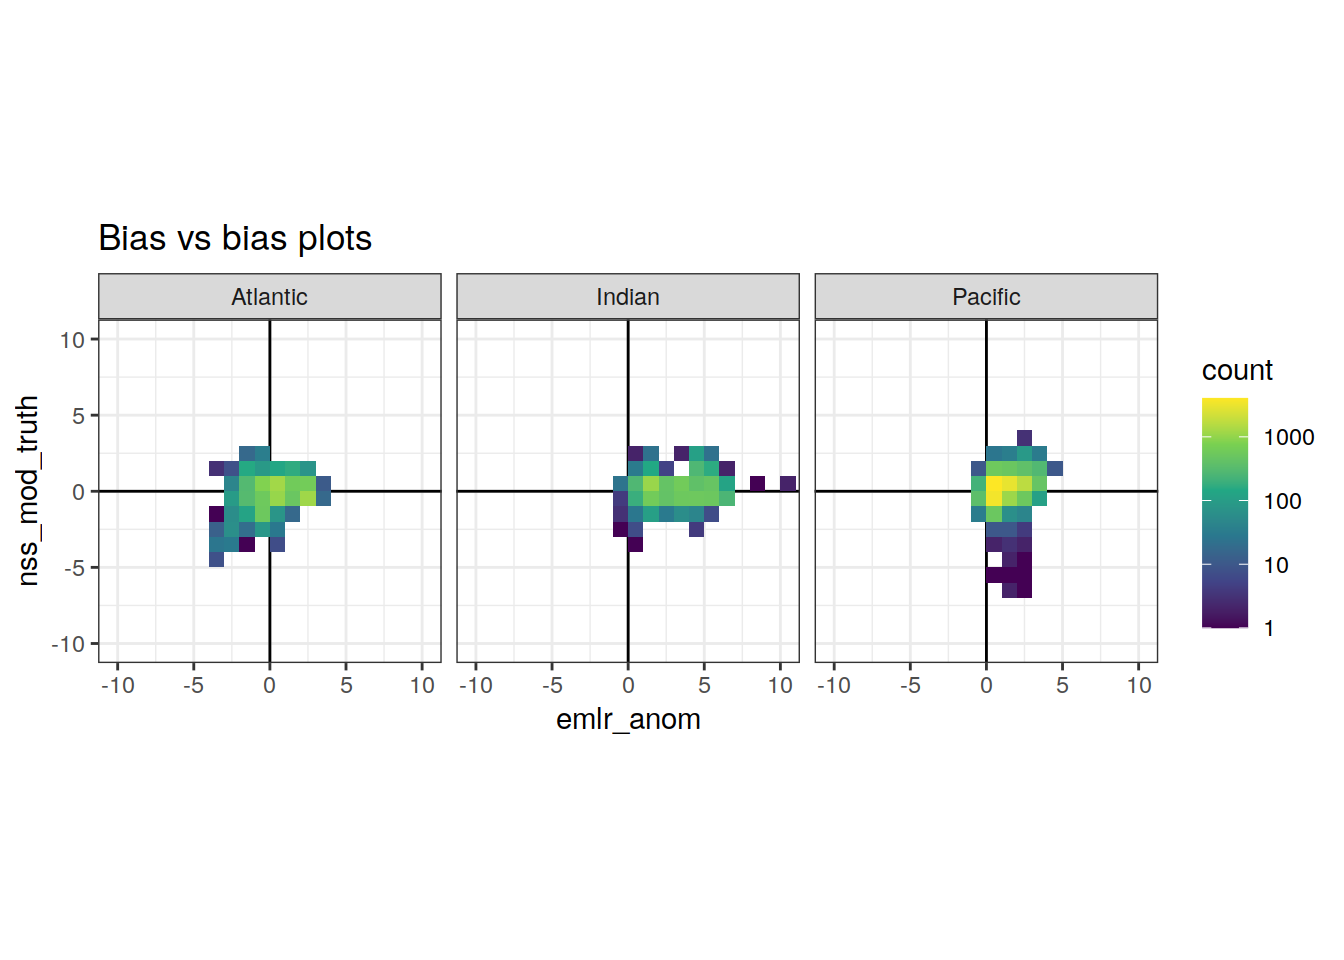 Bias vs bias plots
Atlantic Indian Pacific
10
5
0
-5
-10
nss_mod_truth
-10 -5 0 5 10 -10 -5 0 5 10 -10 -5 0 5 10
emlr_anom
count
1000
100
10
1